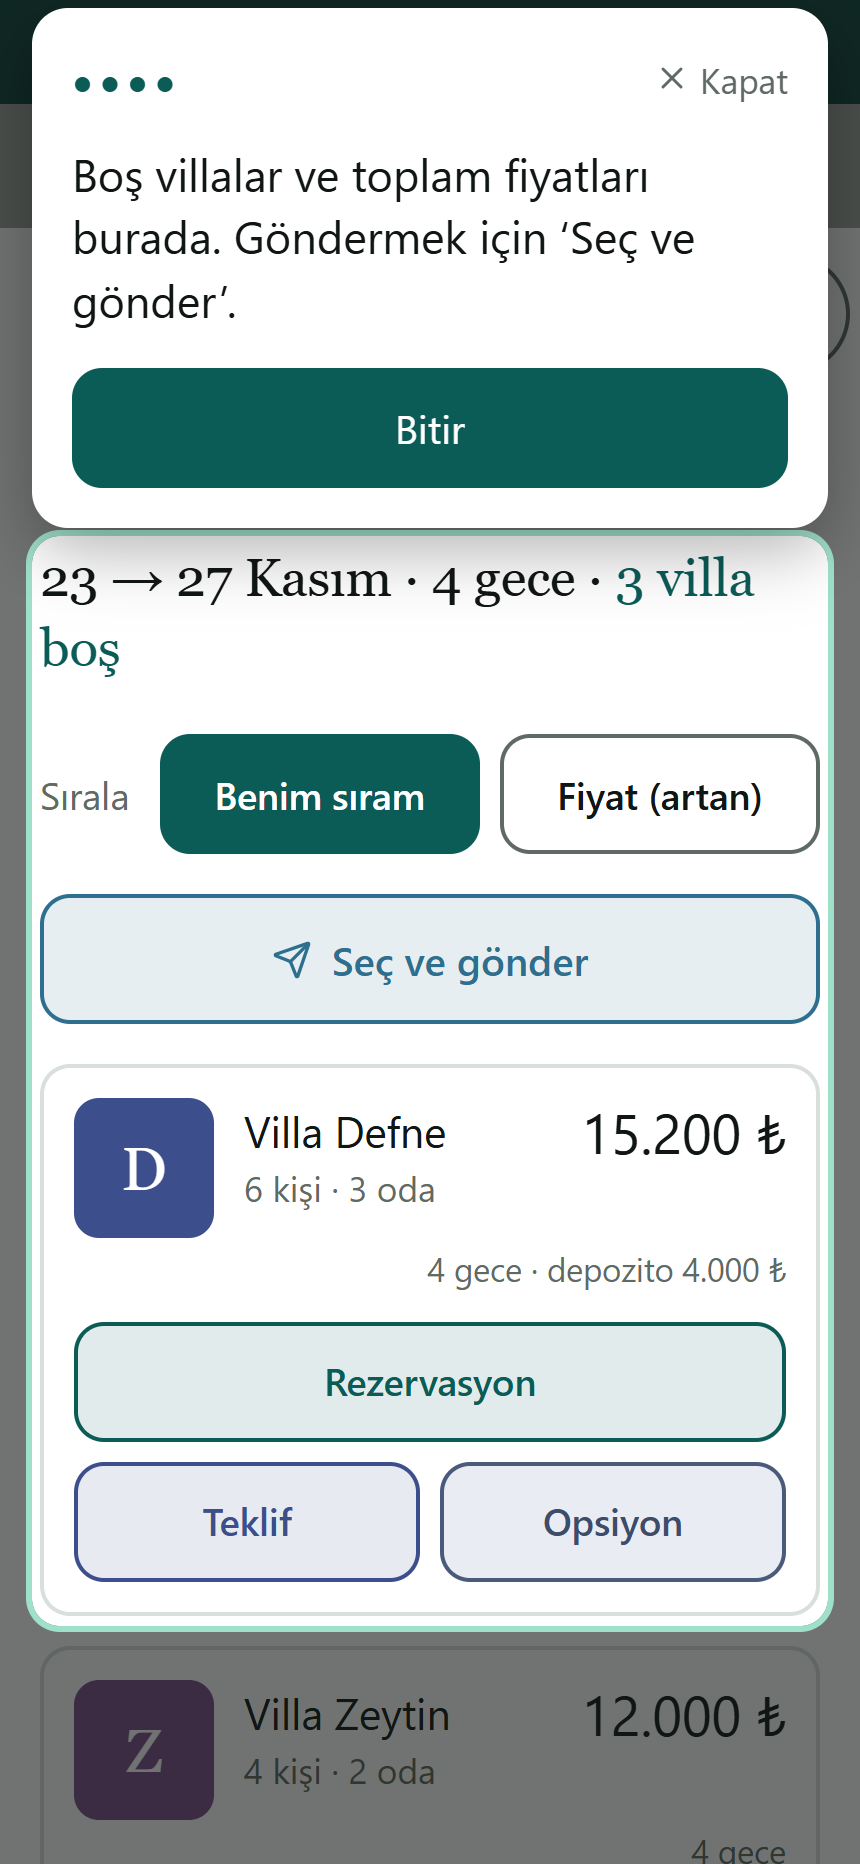 × Kapat
Boş villalar ve toplam fiyatları
burada. Göndermek için ‘Seç ve
gönder’.
Bitir
23 → 27 Kasım · 4 gece · 3 villa
boş
Sırala
Benim sıram
Fiyat (artan)
Seç ve gönder
D
Villa Defne
15.200 ₺
6 kişi · 3 oda
4 gece · depozito 4.000 ₺
Rezervasyon
Teklif
Opsiyon
Z
Villa Zeytin
12.000 ₺
4 kişi · 2 oda
4 gece